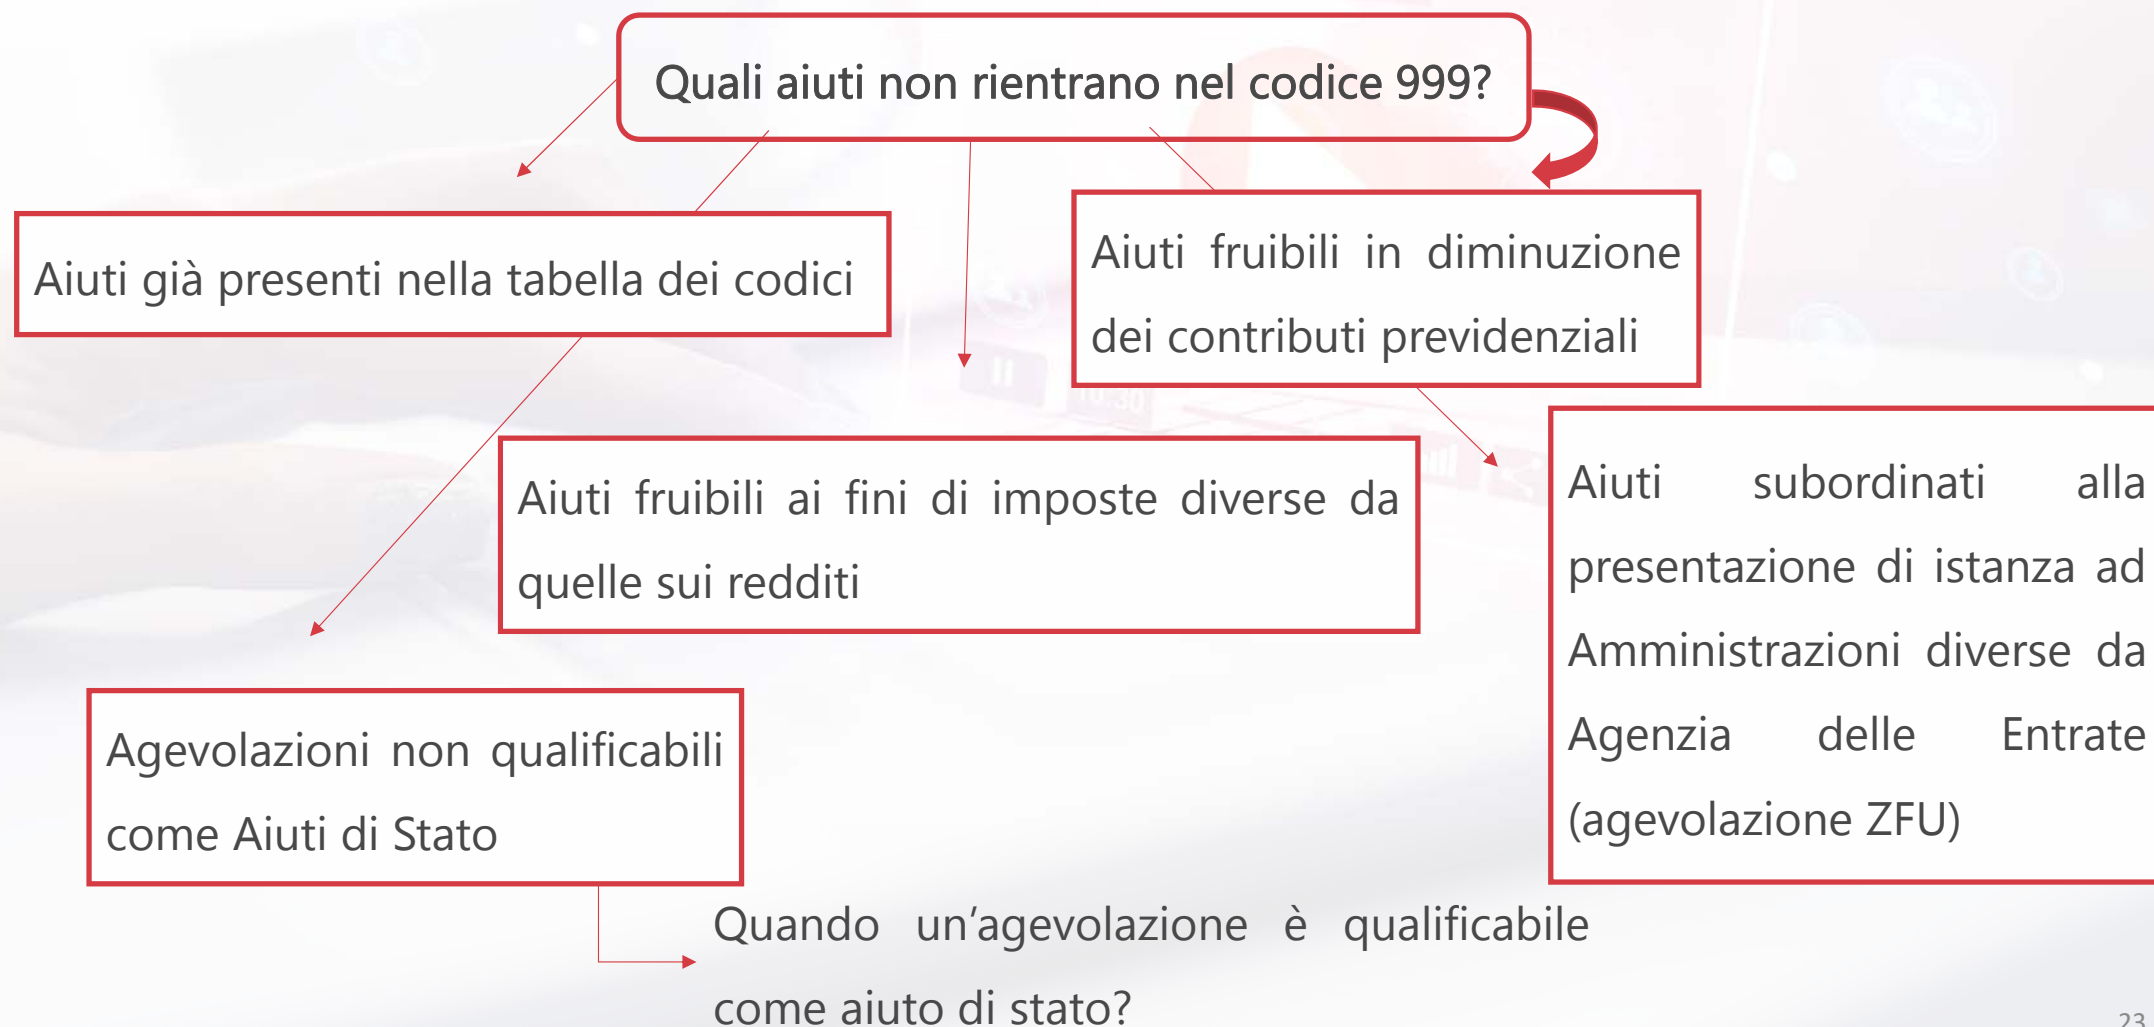 Quali aiuti non rientrano nel codice 999?
Aiuti già presenti nella tabella dei codici
Aiuti fruibili in diminuzione
dei contributi previdenziali
Aiuti fruibili ai fini di imposte diverse da
quelle sui redditi
Aiuti subordinati alla
presentazione di istanza ad
Amministrazioni diverse da
Agenzia delle Entrate
(agevolazione ZFU)
Agevolazioni non qualificabili
come Aiuti di Stato
Quando un’agevolazione è qualificabile
come aiuto di stato?
23